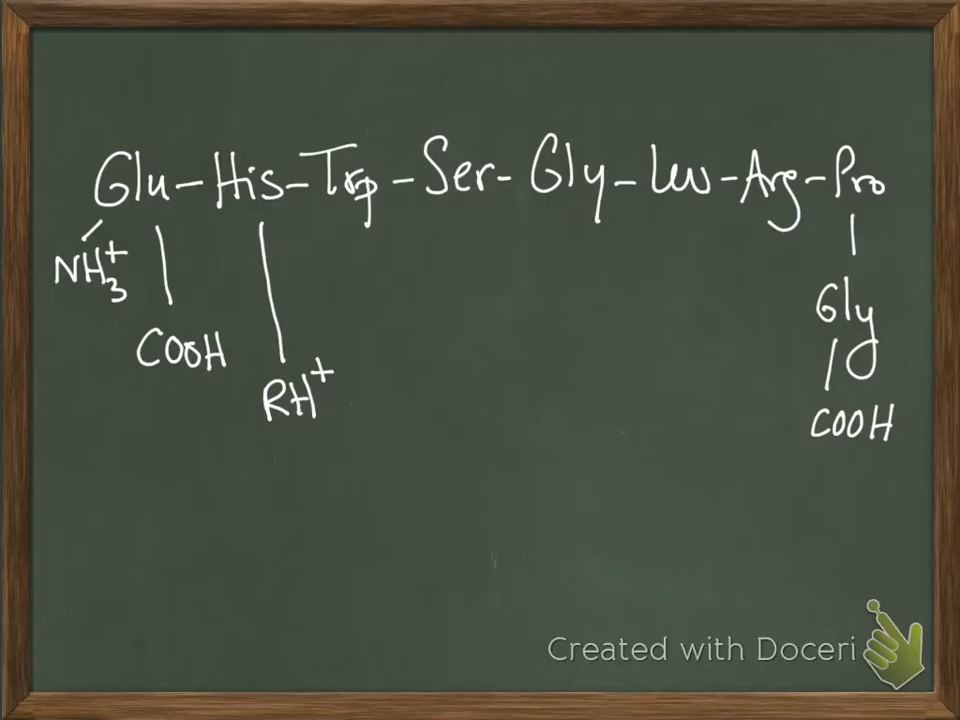 Glu-His-Trp-Ser-Gly-Leu-Arg-Pro
NH3+
COOH
RH+
Gly
COOH
Created with Doceri